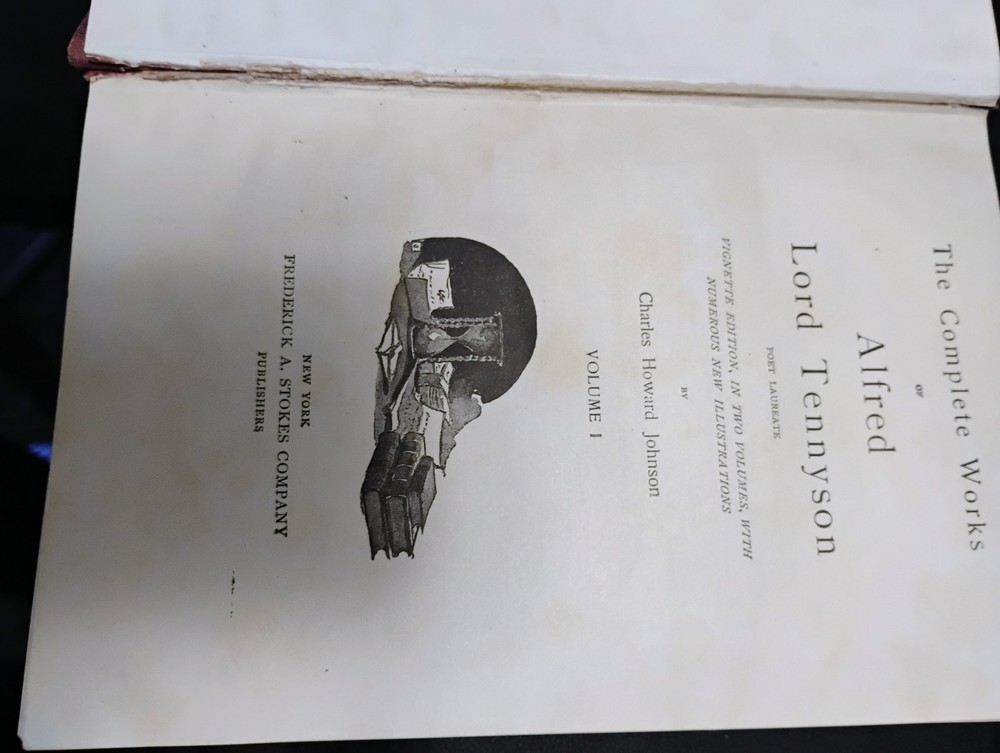 The Complete Works
OF
Alfred
Lord Tennyson
POET LAUREATE
VIGNETTE EDITION, IN TWO VOLUMES, WITH
NUMEROUS NEW ILLUSTRATIONS
BY
Charles Howard Johnson
VOLUME I
NEW YORK
FREDERICK A. STOKES COMPANY
PUBLISHERS